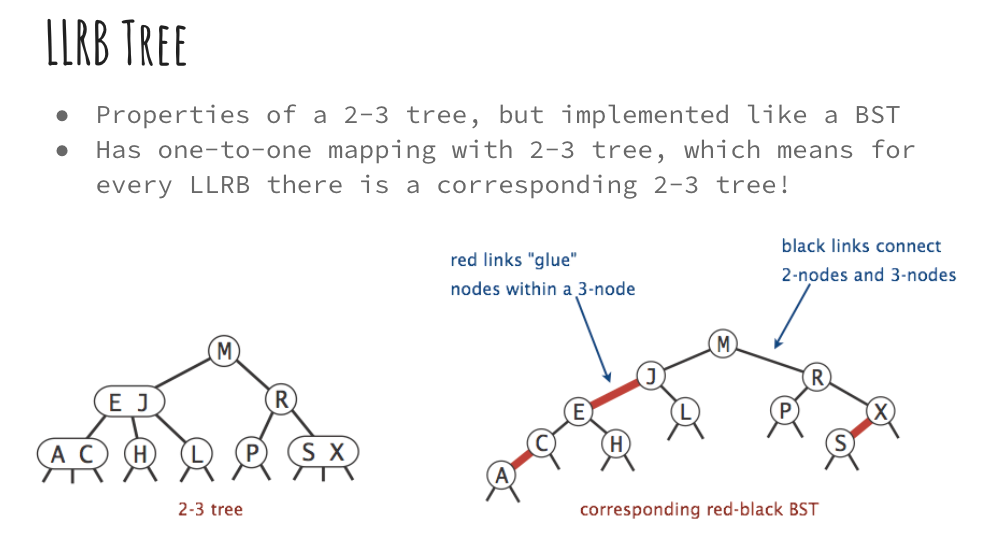 LLRB Tree
● Properties of a 2-3 tree, but implemented like a BST
● Has one-to-one mapping with 2-3 tree, which means for
every LLRB there is a corresponding 2-3 tree!
M
E J
R
A C
H
L
P
S X
2-3 tree
red links "glue"
nodes within a 3-node
black links connect
2-nodes and 3-nodes
M
J
R
E
L
P
X
C
H
S
A
corresponding red-black BST